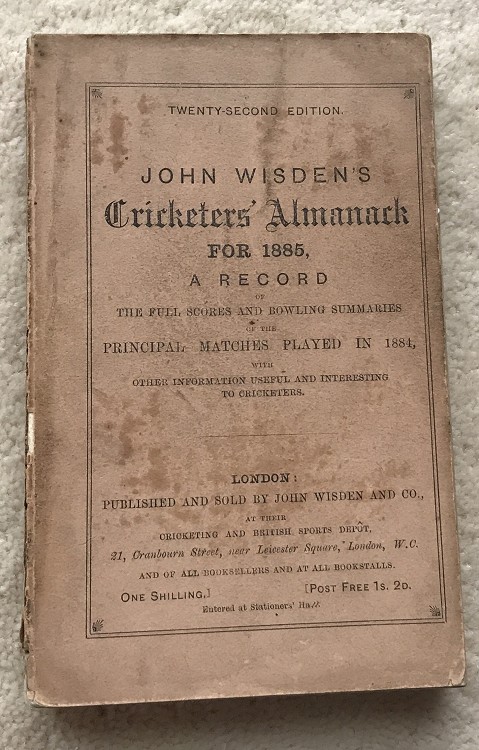 TWENTY-SECOND EDITION.
JOHN WISDEN'S
Cricketers' Almanack
FOR 1885,
A RECORD
OF
THE FULL SCORES AND BOWLING SUMMARIES
OF THE
PRINCIPAL MATCHES PLAYED IN 1884,
WITH
OTHER INFORMATION USEFUL AND INTERESTING
TO CRICKETERS.
LONDON:
PUBLISHED AND SOLD BY JOHN WISDEN AND CO.,
AT THEIR
CRICKETING AND BRITISH SPORTS DEPÔT,
21, Cranbourn Street, near Leicester Square, London, W.C.
AND OF ALL BOOKSELLERS AND AT ALL BOOKSTALLS.
ONE SHILLING.] [POST FREE 1S. 2D.
Entered at Stationers' Hall.